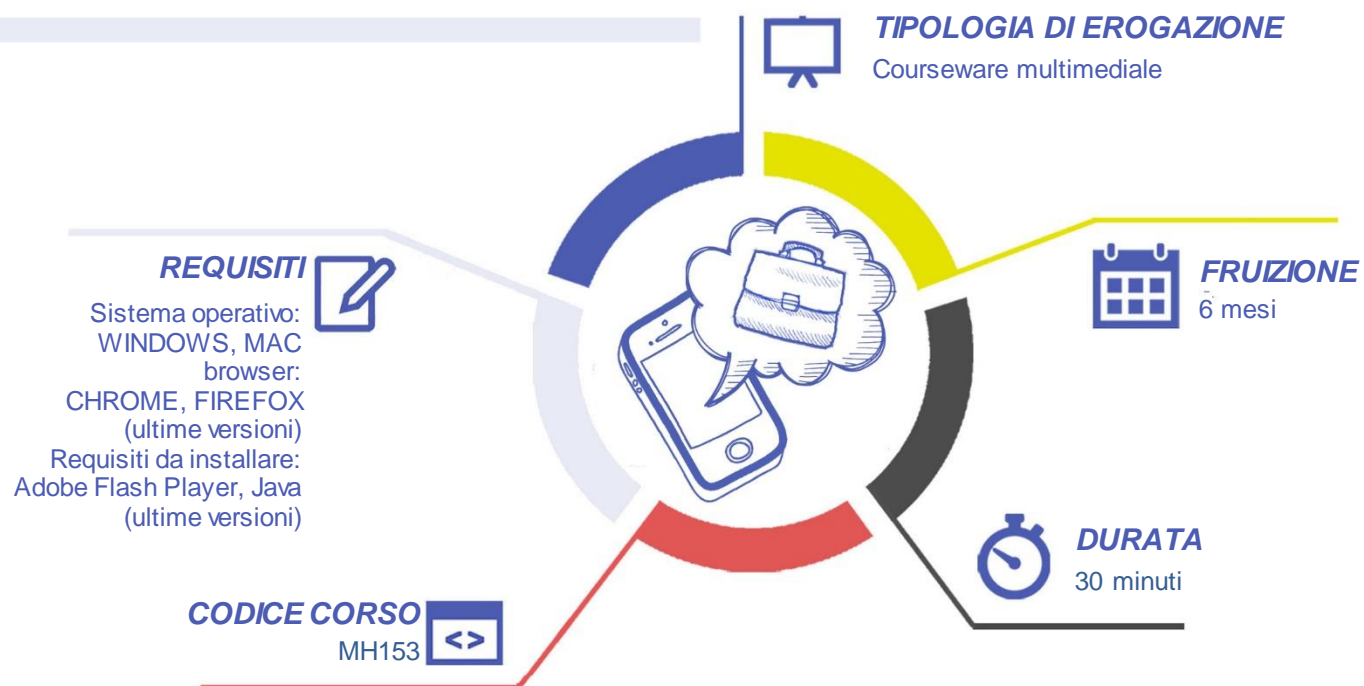 TIPOLOGIA DI EROGAZIONE
Courseware multimediale
REQUISITI
Sistema operativo:
WINDOWS, MAC
browser:
CHROME, FIREFOX
(ultime versioni)
Requisiti da installare:
Adobe Flash Player, Java
(ultime versioni)
FRUIZIONE
6 mesi
DURATA
30 minuti
CODICE CORSO
MH153
<>